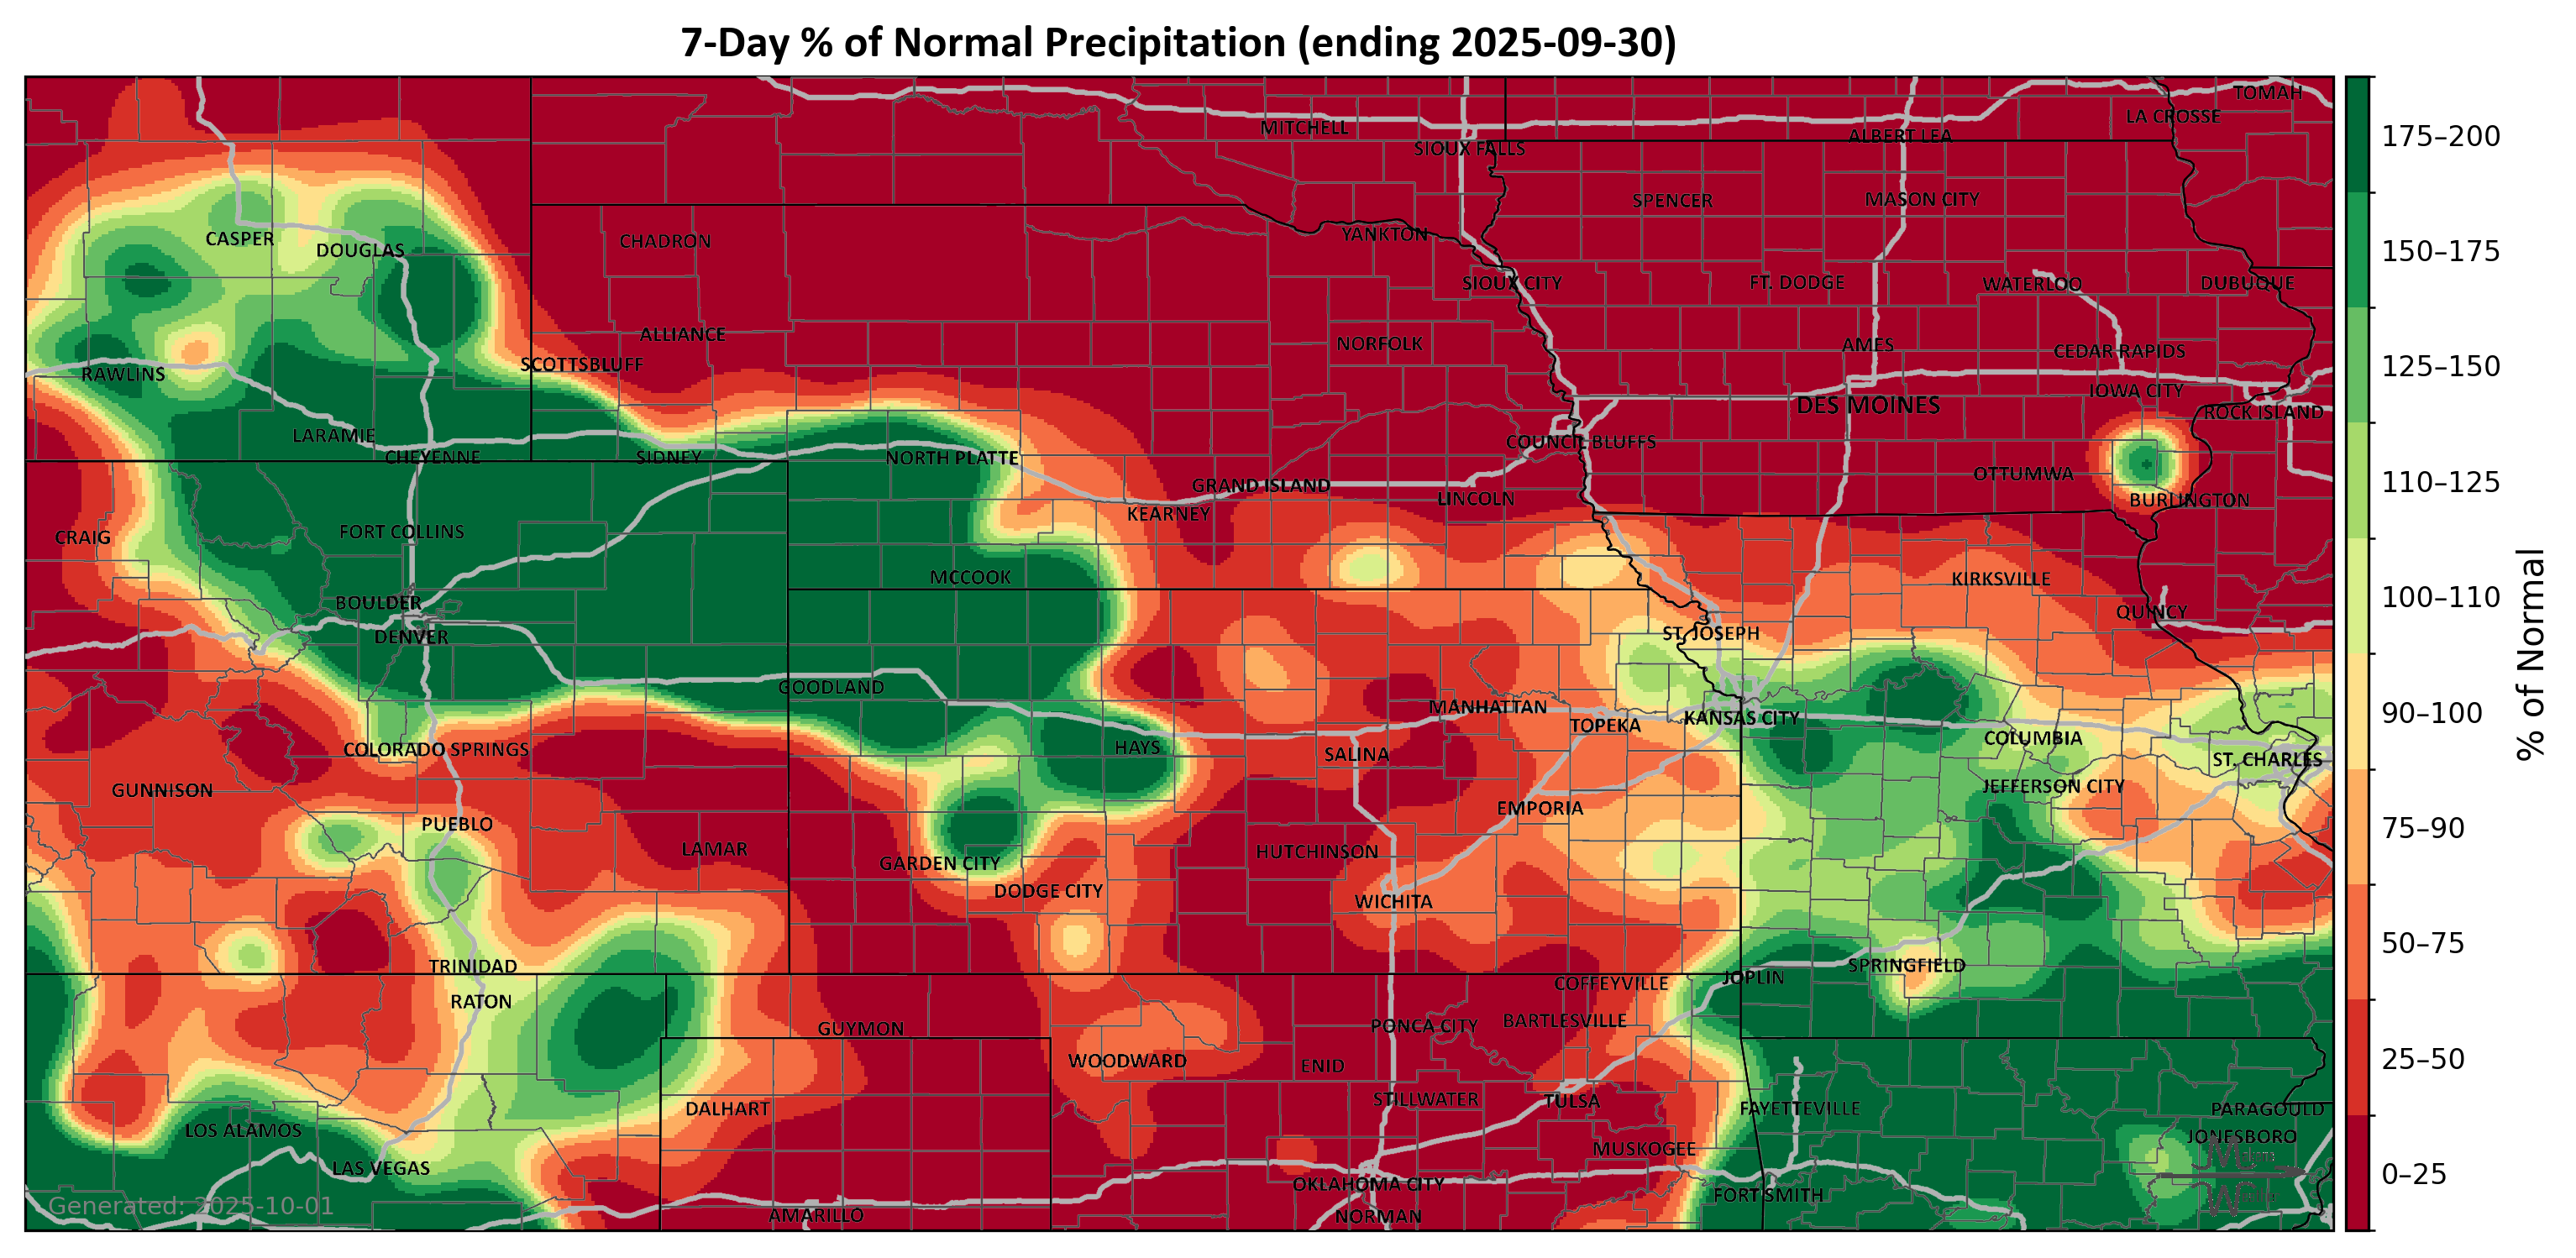 7-Day % of Normal Precipitation (ending 2025-09-30)
TOMAH
LA CROSSE
MITCHELL
ALBERT LEA
SIOUX FALLS
SPENCER
MASON CITY
YANKTON
CASPER
DOUGLAS
CHADRON
SIOUX CITY
FT. DODGE
WATERLOO
DUBUQUE
ALLIANCE
NORFOLK
AMES
CEDAR RAPIDS
SCOTTSBLUFF
RAWLINS
IOWA CITY
DES MOINES
ROCK ISLAND
LARAMIE
COUNCIL BLUFFS
CHEYENNE
SIDNEY
NORTH PLATTE
OTTUMWA
GRAND ISLAND
LINCOLN
BURLINGTON
KEARNEY
CRAIG
FORT COLLINS
MCCOOK
KIRKSVILLE
BOULDER
QUINCY
DENVER
ST. JOSEPH
GOODLAND
MANHATTAN
TOPEKA
KANSAS CITY
COLUMBIA
COLORADO SPRINGS
HAYS
SALINA
ST. CHARLES
GUNNISON
JEFFERSON CITY
EMPORIA
PUEBLO
LAMAR
HUTCHINSON
GARDEN CITY
DODGE CITY
WICHITA
TRINIDAD
SPRINGFIELD
JOPLIN
COFFEYVILLE
RATON
GUYMON
PONCA CITY
BARTLESVILLE
WOODWARD
ENID
DALHART
STILLWATER
TULSA
FAYETTEVILLE
PARAGOULD
LOS ALAMOS
JONESBORO
MUSKOGEE
LAS VEGAS
OKLAHOMA CITY
FORT SMITH
AMARILLO
NORMAN
Generated: 2025-10-01
175–200
150–175
125–150
110–125
100–110
90–100
75–90
50–75
25–50
0–25
% of Normal